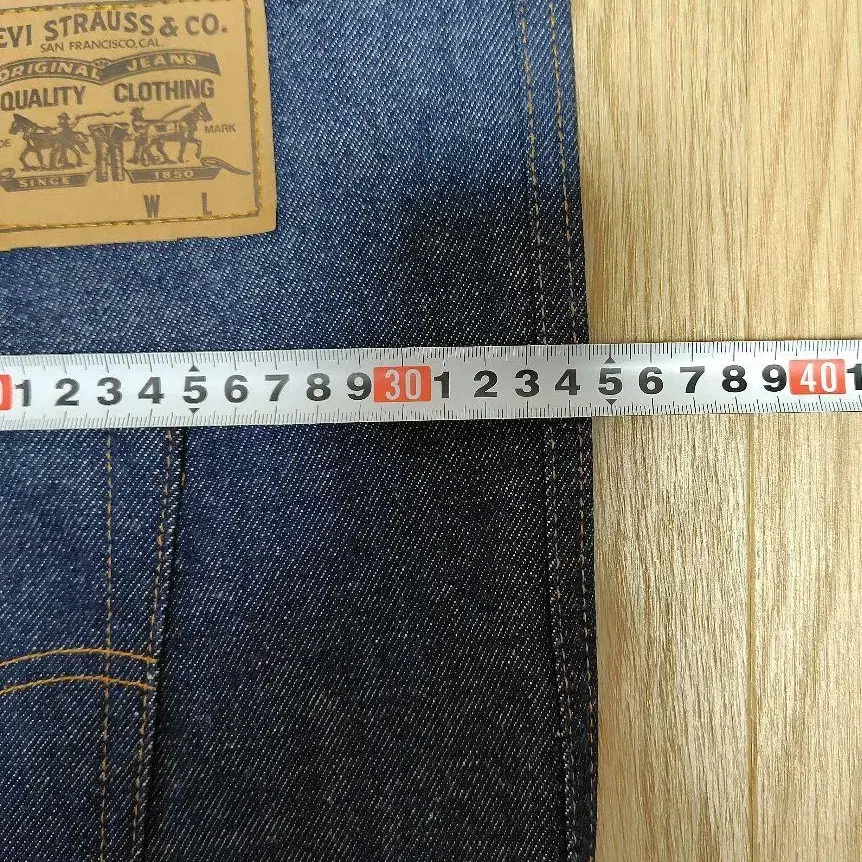 EVI STRAUSS & CO.
SAN FRANCISCO, CAL.
ORIGINAL JEANS
QUALITY CLOTHING
DE MARK
SINCE 1850
W L
0 1 2 3 4 5 6 7 8 9 30 1 2 3 4 5 6 7 8 9 40 1